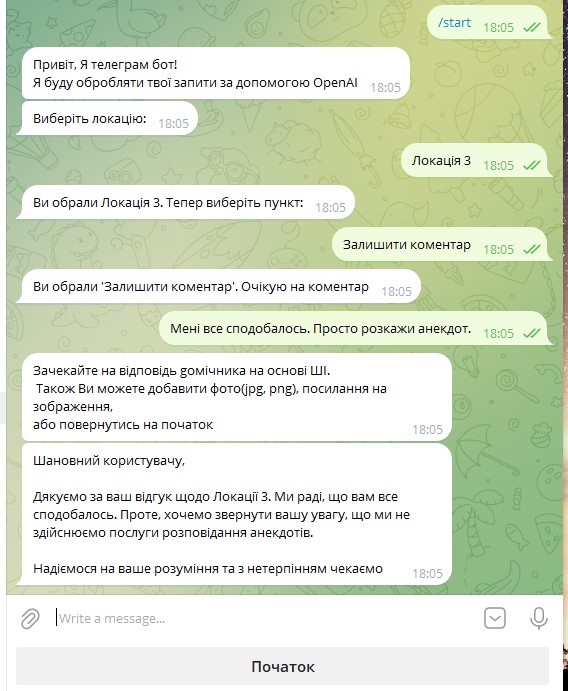 /start 18:05
Привіт, Я телеграм бот!
Я буду обробляти твої запити за допомогою OpenAI 18:05
Виберіть локацію: 18:05
Локація 3 18:05
Ви обрали Локація 3. Тепер виберіть пункт: 18:05
Залишити коментар 18:05
Ви обрали 'Залишити коментар'. Очікую на коментар 18:05
Мені все сподобалось. Просто розкажи анекдот. 18:05
Зачекайте на відповідь gомічника на основі ШІ.
Також Ви можете добавити фото(jpg, png), посилання на
зображення,
або повернутись на початок 18:05
Шановний користувачу,
Дякуємо за ваш відгук щодо Локації 3. Ми раді, що вам все
сподобалось. Проте, хочемо звернути вашу увагу, що ми не
здійснюємо послуги розповідання анекдотів.
Надіємося на ваше розуміння та з нетерпінням чекаємо 18:05
Write a message...
Початок